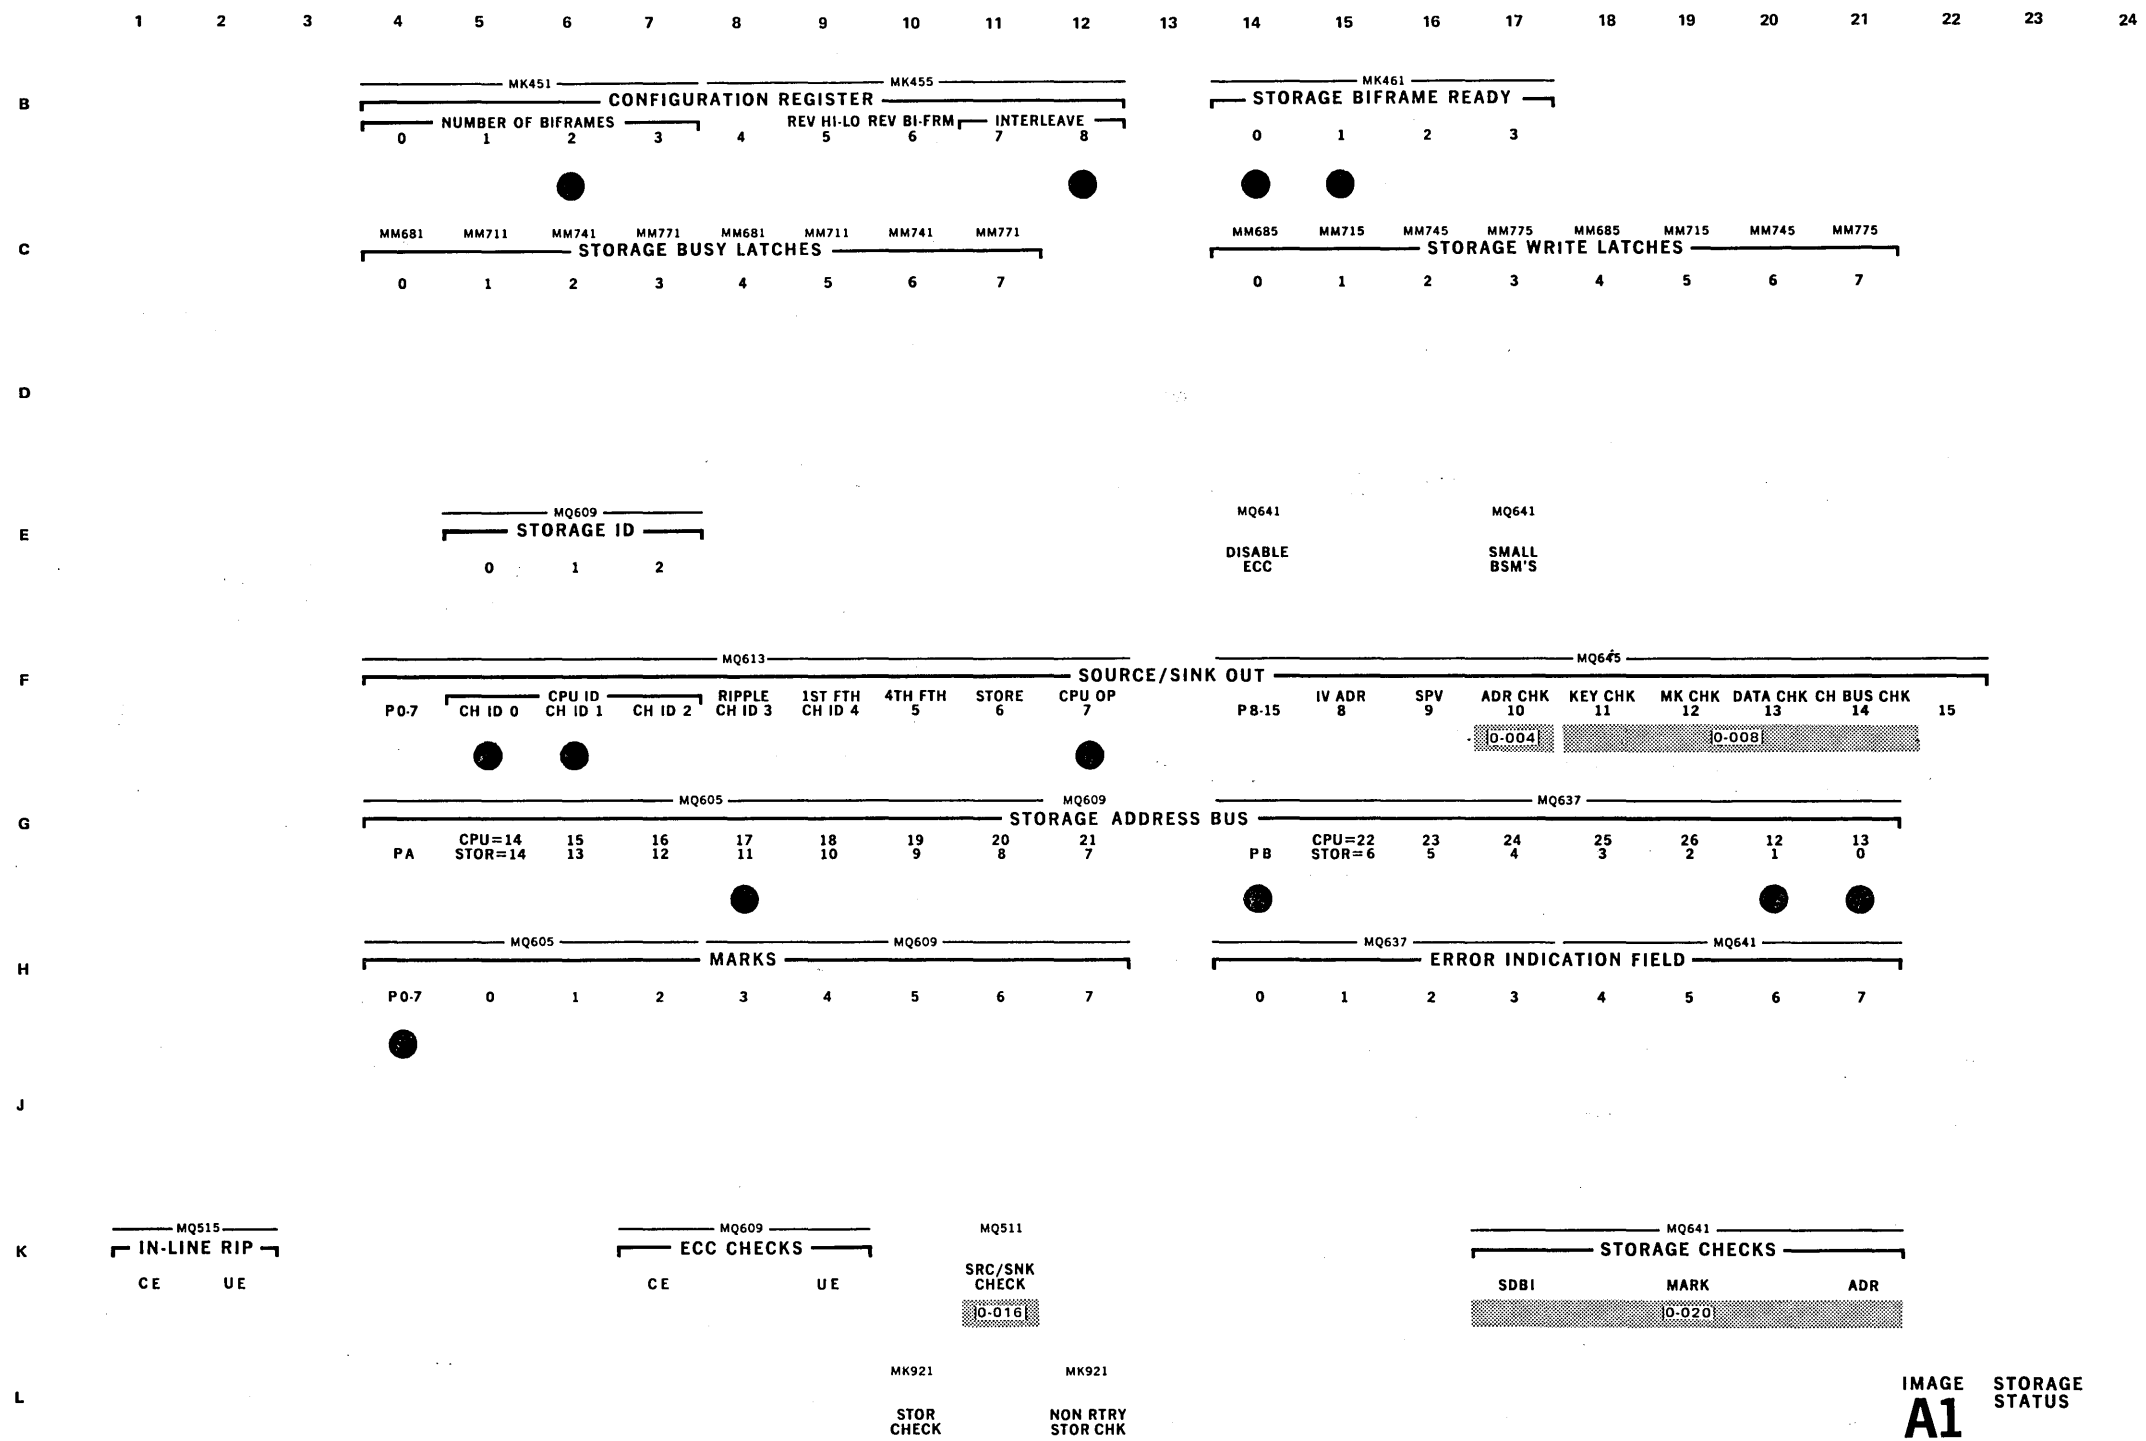 1 2 3 4 5 6 7 8 9 10 11 12 13 14 15 16 17 18 19 20 21 22 23 24
MK451 MK455 MK461
B CONFIGURATION REGISTER STORAGE BIFRAME READY
NUMBER OF BIFRAMES REV HI-LO REV BI-FRM INTERLEAVE
0 1 2 3 4 5 6 7 8 0 1 2 3
MM681 MM711 MM741 MM771 MM681 MM711 MM741 MM771 MM685 MM715 MM745 MM775 MM685 MM715 MM745 MM775
C STORAGE BUSY LATCHES STORAGE WRITE LATCHES
0 1 2 3 4 5 6 7 0 1 2 3 4 5 6 7
D
MQ609 MQ641 MQ641
E STORAGE ID
DISABLE SMALL
0 1 2 ECC BSM'S
MQ613 MQ645
F SOURCE/SINK OUT
CPU ID RIPPLE 1ST FTH 4TH FTH STORE CPU OP IV ADR SPV ADR CHK KEY CHK MK CHK DATA CHK CH BUS CHK
P 0-7 CH ID 0 CH ID 1 CH ID 2 CH ID 3 CH ID 4 5 6 7 P 8-15 8 9 10 11 12 13 14 15
0-004 0-008
MQ605 MQ609 MQ637
G STORAGE ADDRESS BUS
CPU=14 15 16 17 18 19 20 21 CPU=22 23 24 25 26 12 13
PA STOR=14 13 12 11 10 9 8 7 PB STOR=6 5 4 3 2 1 0
MQ605 MQ609 MQ637 MQ641
H MARKS ERROR INDICATION FIELD
P 0-7 0 1 2 3 4 5 6 7 0 1 2 3 4 5 6 7
J
MQ515 MQ609 MQ511 MQ641
K IN-LINE RIP ECC CHECKS STORAGE CHECKS
SRC/SNK
CE UE CE UE CHECK SDBI MARK ADR
0-016 0-020
MK921 MK921
L IMAGE STORAGE
A1 STATUS
STOR NON RTRY
CHECK STOR CHK